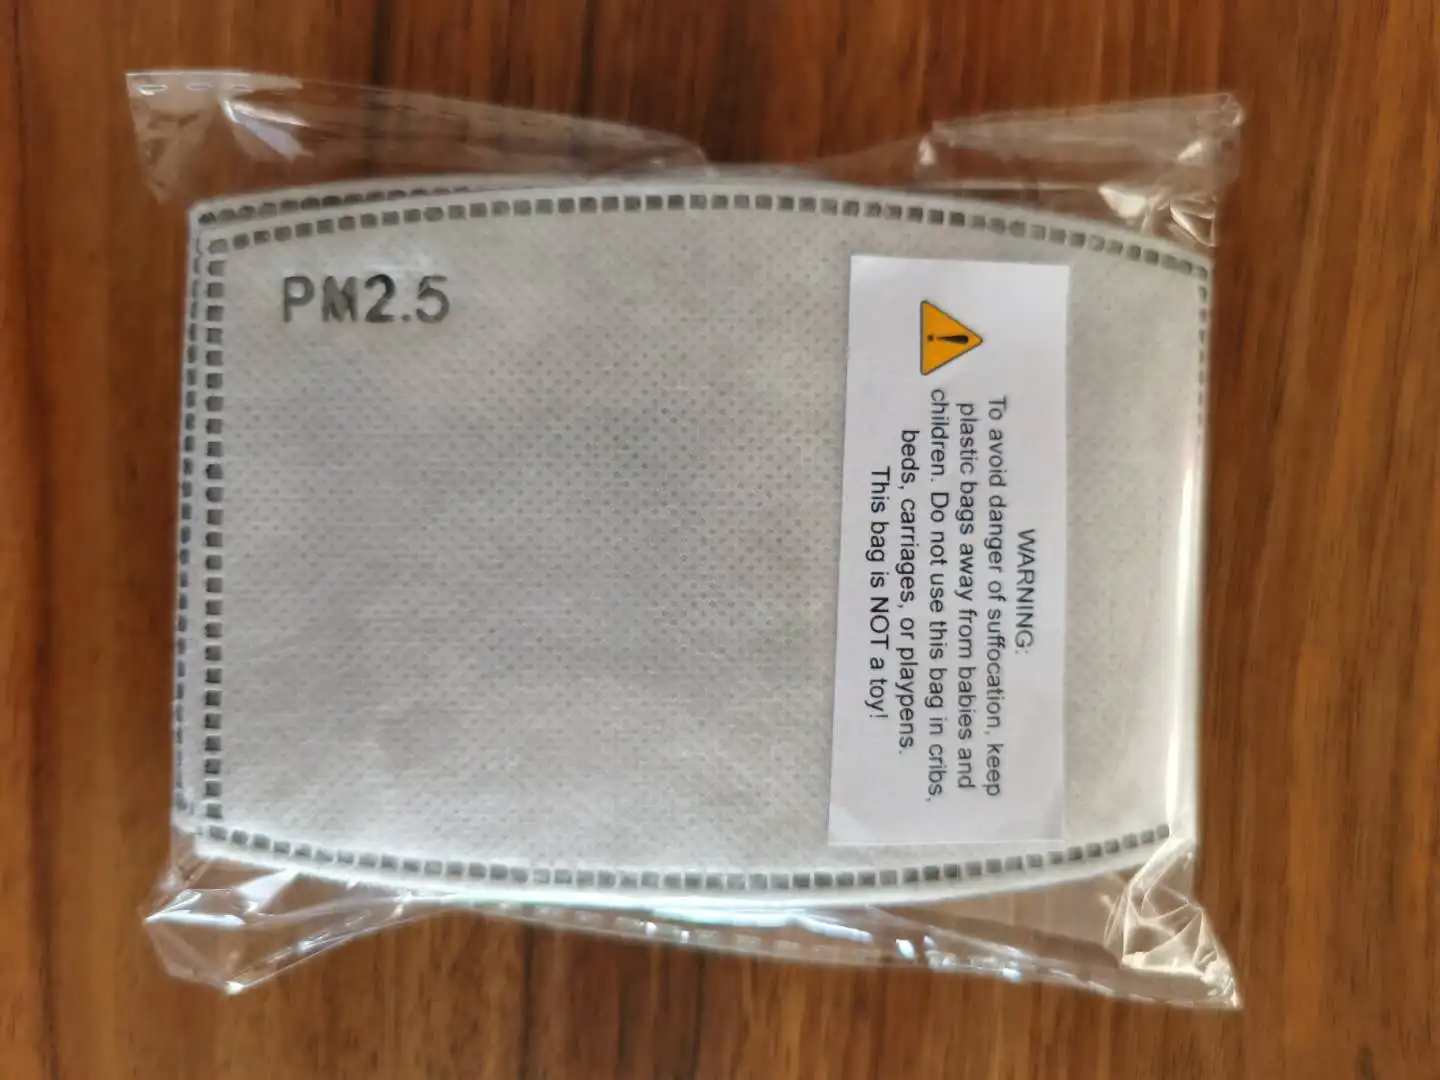 PM2.5
WARNING:
To avoid danger of suffocation, keep
plastic bags away from babies and
children. Do not use this bag in cribs,
beds, carriages, or playpens.
This bag is NOT a toy!